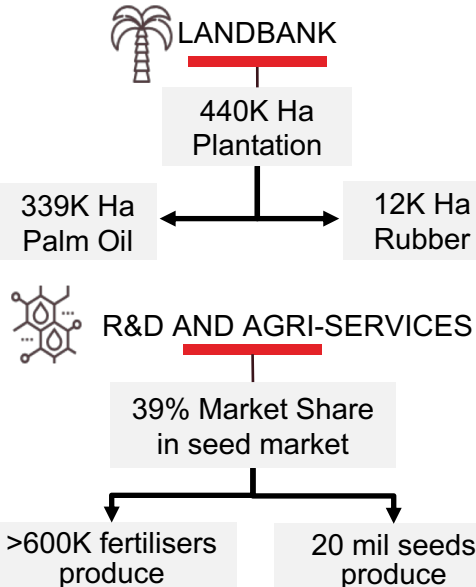 LANDBANK
440K Ha
Plantation
339K Ha
Palm Oil
12K Ha
Rubber
R&D AND AGRI-SERVICES
39% Market Share
in seed market
>600K fertilisers
produce
20 mil seeds
produce